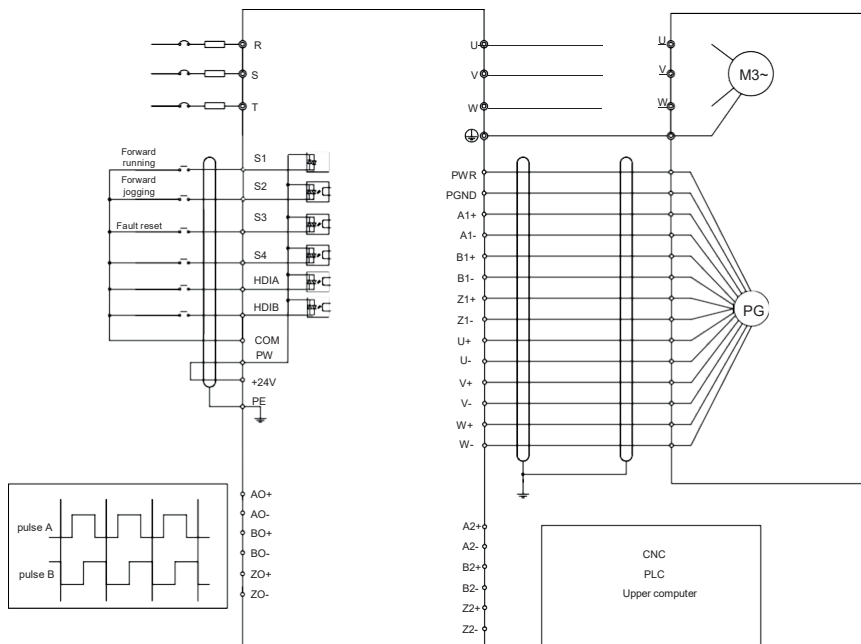 R
S
T
U
V
W
U
V
W
M3~
Forward
running
Forward
jogging
Fault reset
S1
S2
S3
S4
HDIA
HDIB
COM
PW
+24V
PE
PWR
PGND
A1+
A1-
B1+
B1-
Z1+
Z1-
U+
U-
V+
V-
W+
W-
PG
pulse A
pulse B
AO+
AO-
BO+
BO-
ZO+
ZO-
A2+
A2-
B2+
B2-
Z2+
Z2-
CNC
PLC
Upper computer